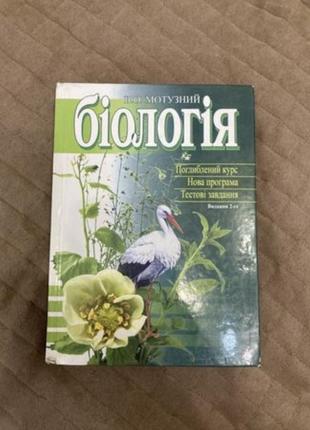 В.О. МОТУЗНИЙ
біологія
Поглиблений курс
Нова програма
Тестові завдання
Видання 2-ге